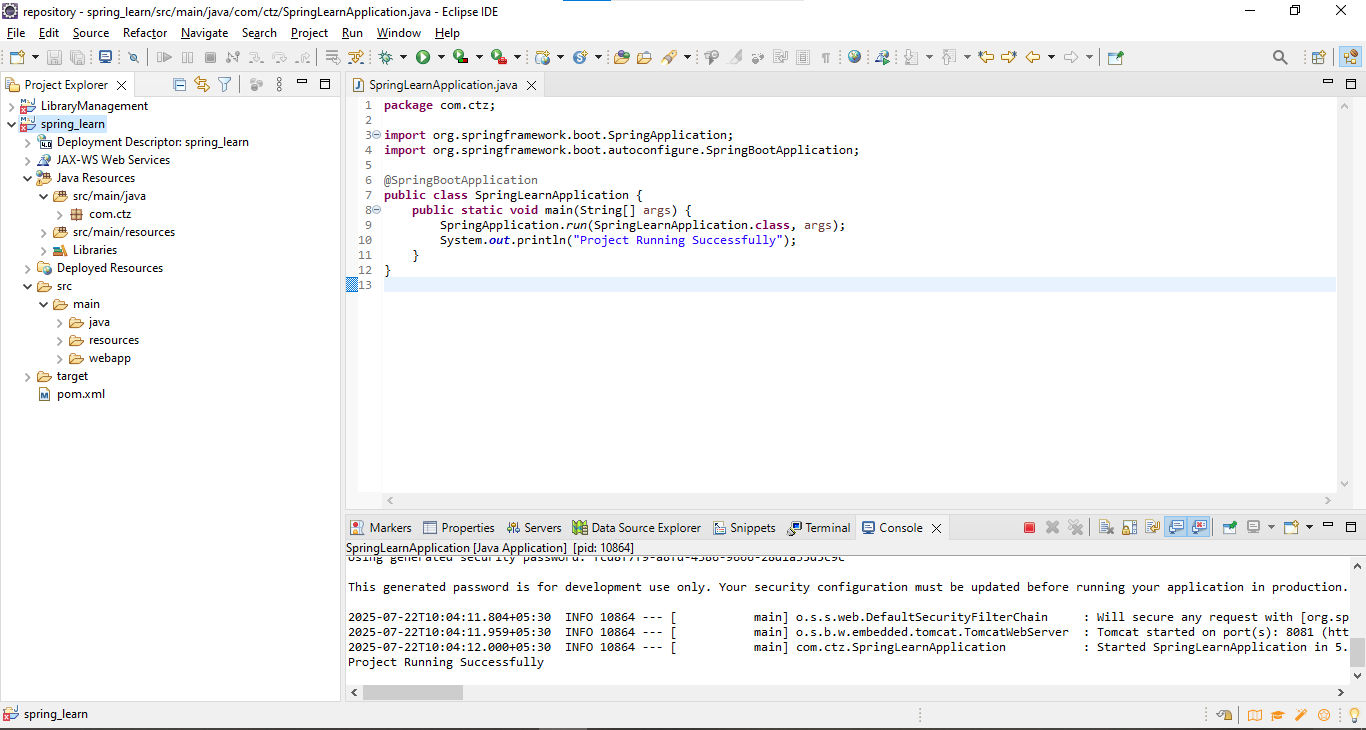 repository - spring_learn/src/main/java/com/ctz/SpringLearnApplication.java - Eclipse IDE
File Edit Source Refactor Navigate Search Project Run Window Help
Project Explorer
LibraryManagement
spring_learn
Deployment Descriptor: spring_learn
JAX-WS Web Services
Java Resources
src/main/java
com.ctz
src/main/resources
Libraries
Deployed Resources
src
main
java
resources
webapp
target
pom.xml
SpringLearnApplication.java
1 package com.ctz;
2
3 import org.springframework.boot.SpringApplication;
4 import org.springframework.boot.autoconfigure.SpringBootApplication;
5
6 @SpringBootApplication
7 public class SpringLearnApplication {
8 public static void main(String[] args) {
9 SpringApplication.run(SpringLearnApplication.class, args);
10 System.out.println("Project Running Successfully");
11 }
12 }
13
Markers Properties Servers Data Source Explorer Snippets Terminal Console
SpringLearnApplication [Java Application] [pid: 10864]
Using generated security password:
This generated password is for development use only. Your security configuration must be updated before running your application in production.
2025-07-22T10:04:11.804+05:30 INFO 10864 --- [ main] o.s.s.web.DefaultSecurityFilterChain : Will secure any request with [org.sp
2025-07-22T10:04:11.959+05:30 INFO 10864 --- [ main] o.s.b.w.embedded.tomcat.TomcatWebServer : Tomcat started on port(s): 8081 (htt
2025-07-22T10:04:12.000+05:30 INFO 10864 --- [ main] com.ctz.SpringLearnApplication : Started SpringLearnApplication in 5.
Project Running Successfully
spring_learn